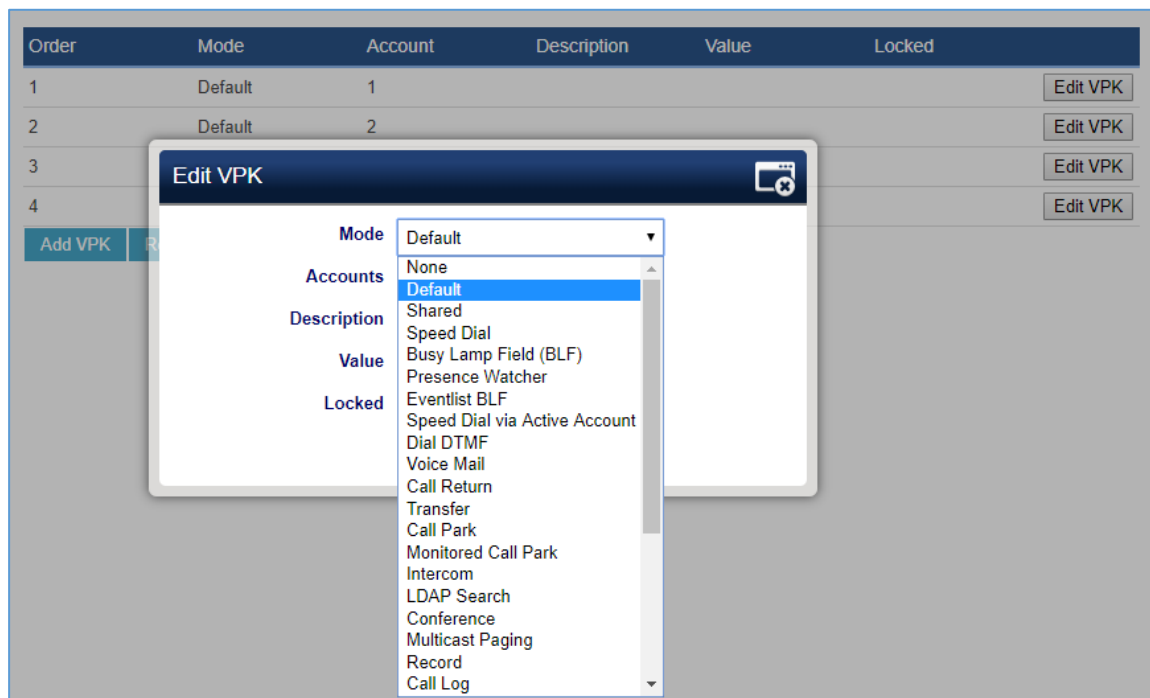 Order Mode Account Description Value Locked
1 Default 1 Edit VPK
2 Default 2 Edit VPK
3 Edit VPK
4 Edit VPK
Add VPK
Edit VPK
Mode Default
Accounts
Description
Value
Locked
None
Default
Shared
Speed Dial
Busy Lamp Field (BLF)
Presence Watcher
Eventlist BLF
Speed Dial via Active Account
Dial DTMF
Voice Mail
Call Return
Transfer
Call Park
Monitored Call Park
Intercom
LDAP Search
Conference
Multicast Paging
Record
Call Log